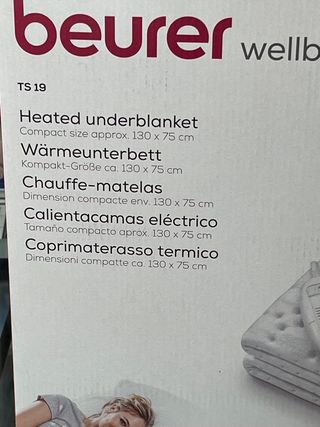 beurer wellb
TS 19
Heated underblanket
Compact size approx. 130 x 75 cm
Wärmeunterbett
Kompakt-Größe ca. 130 x 75 cm
Chauffe-matelas
Dimension compacte env. 130 x 75 cm
Calientacamas eléctrico
Tamaño compacto aprox. 130 x 75 cm
Coprimaterasso termico
Dimensioni compatte ca. 130 x 75 cm